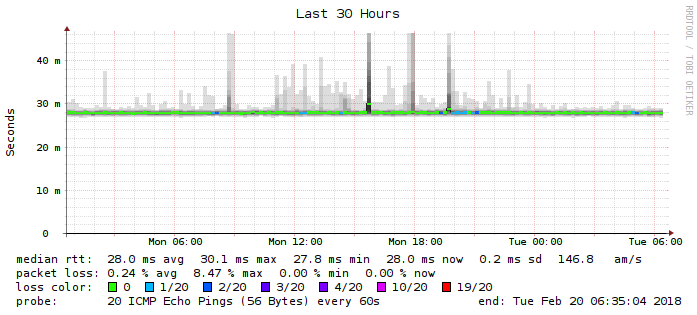 Last 30 Hours
RRDTOOL / TOBI OETIKER
Seconds
40 m
30 m
20 m
10 m
0
Mon 06:00 Mon 12:00 Mon 18:00 Tue 00:00 Tue 06:00
median rtt: 28.0 ms avg 30.1 ms max 27.8 ms min 28.0 ms now 0.2 ms sd 146.8 am/s
packet loss: 0.24 % avg 8.47 % max 0.00 % min 0.00 % now
loss color: 0 1/20 2/20 3/20 4/20 10/20 19/20
probe: 20 ICMP Echo Pings (56 Bytes) every 60s end: Tue Feb 20 06:35:04 2018